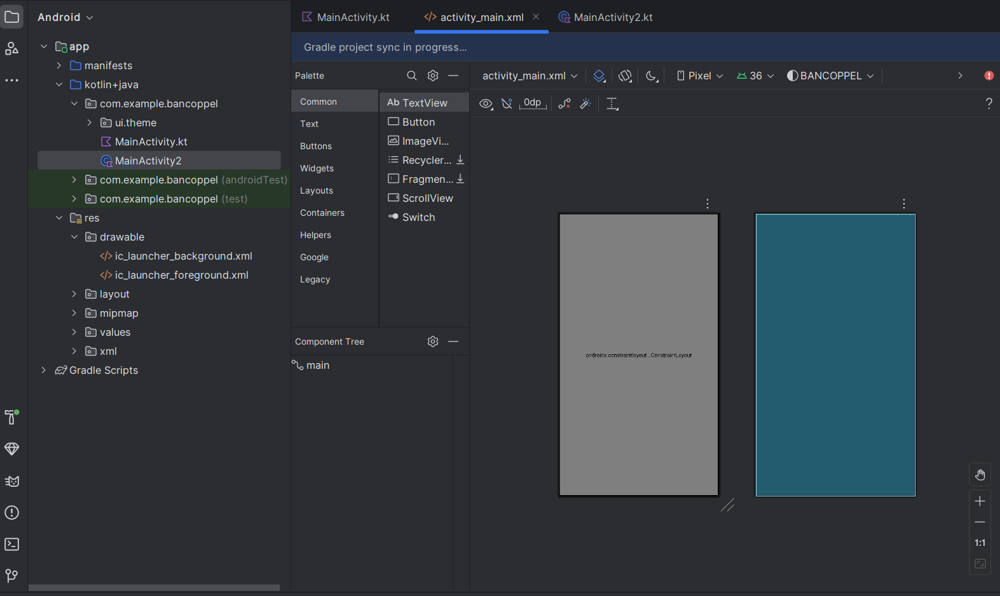 Android
app
manifests
kotlin+java
com.example.bancoppel
ui.theme
MainActivity.kt
MainActivity2
com.example.bancoppel (androidTest)
com.example.bancoppel (test)
res
drawable
ic_launcher_background.xml
ic_launcher_foreground.xml
layout
mipmap
values
xml
Gradle Scripts
MainActivity.kt
activity_main.xml
MainActivity2.kt
Gradle project sync in progress...
Palette
Common
Text
Buttons
Widgets
Layouts
Containers
Helpers
Google
Legacy
Ab TextView
Button
ImageVi...
Recycler...
Fragmen...
ScrollView
Switch
Component Tree
main
activity_main.xml
Pixel
36
BANCOPPEL
0dp
?
androidx.constraintlayout...ConstraintLayout
1:1